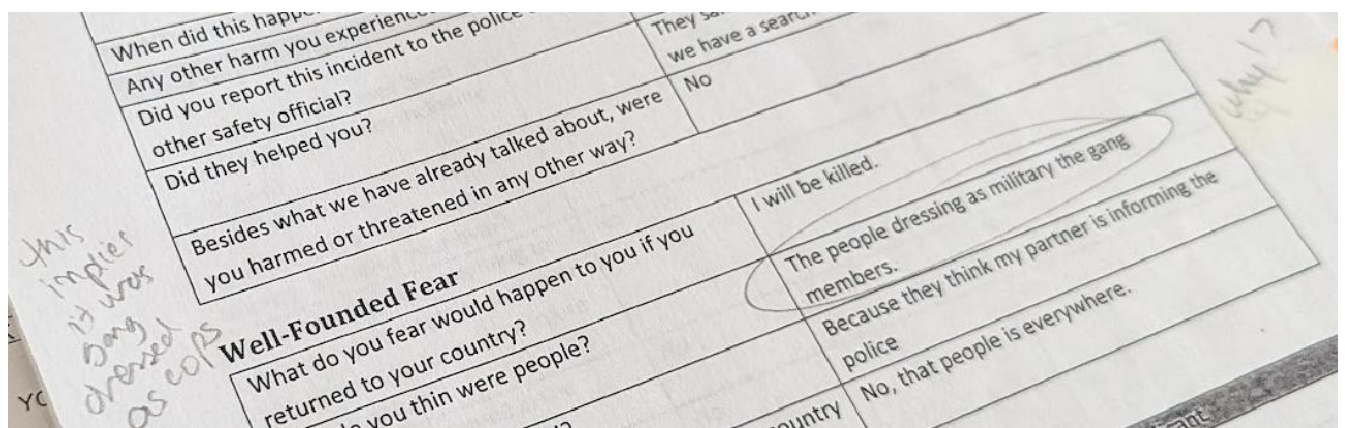 When did this
Any other harm you
Did you report this incident to the police
other safety official?
Did they helped you?
They
we have a
Besides what we have already talked about, were
you harmed or threatened in any other way?
No
Well-Founded Fear
What do you fear would happen to you if you
returned to your country?
I will be killed.
you thin were people?
The people dressing as military the gang
members.
Because they think my partner is informing the
police
No, that people is everywhere.
this
implies
it was
gang
dressed
as cops
why!?